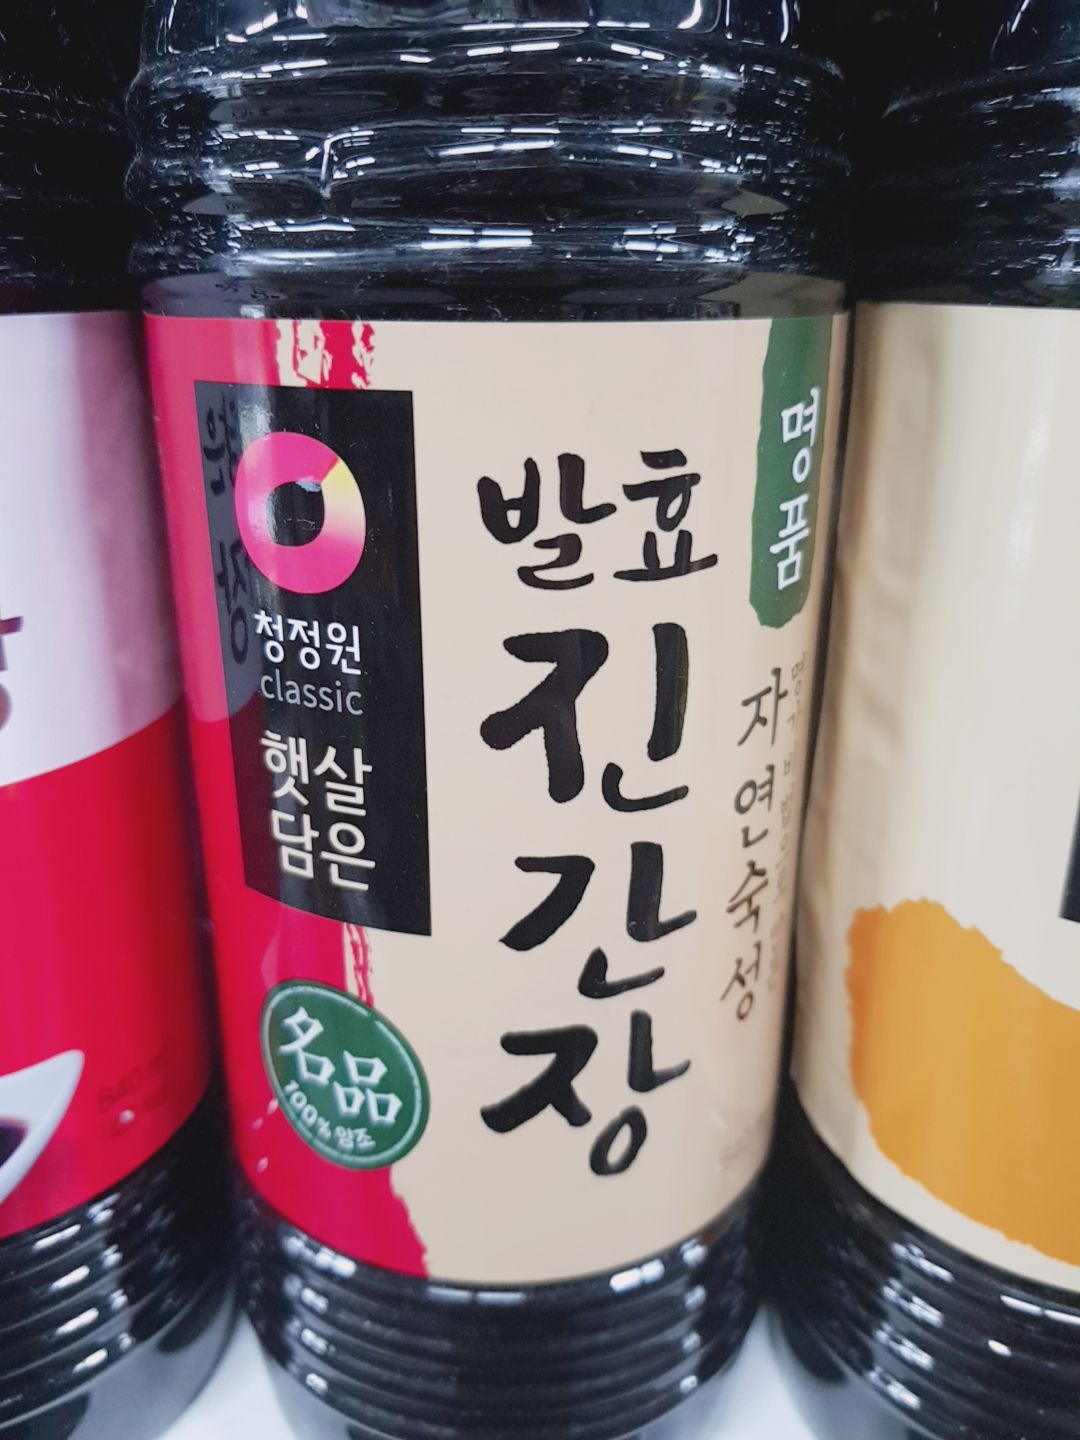 청정원
classic
햇살
담은
발효
진
간
장
명품
자연숙성
名品
100% 양조